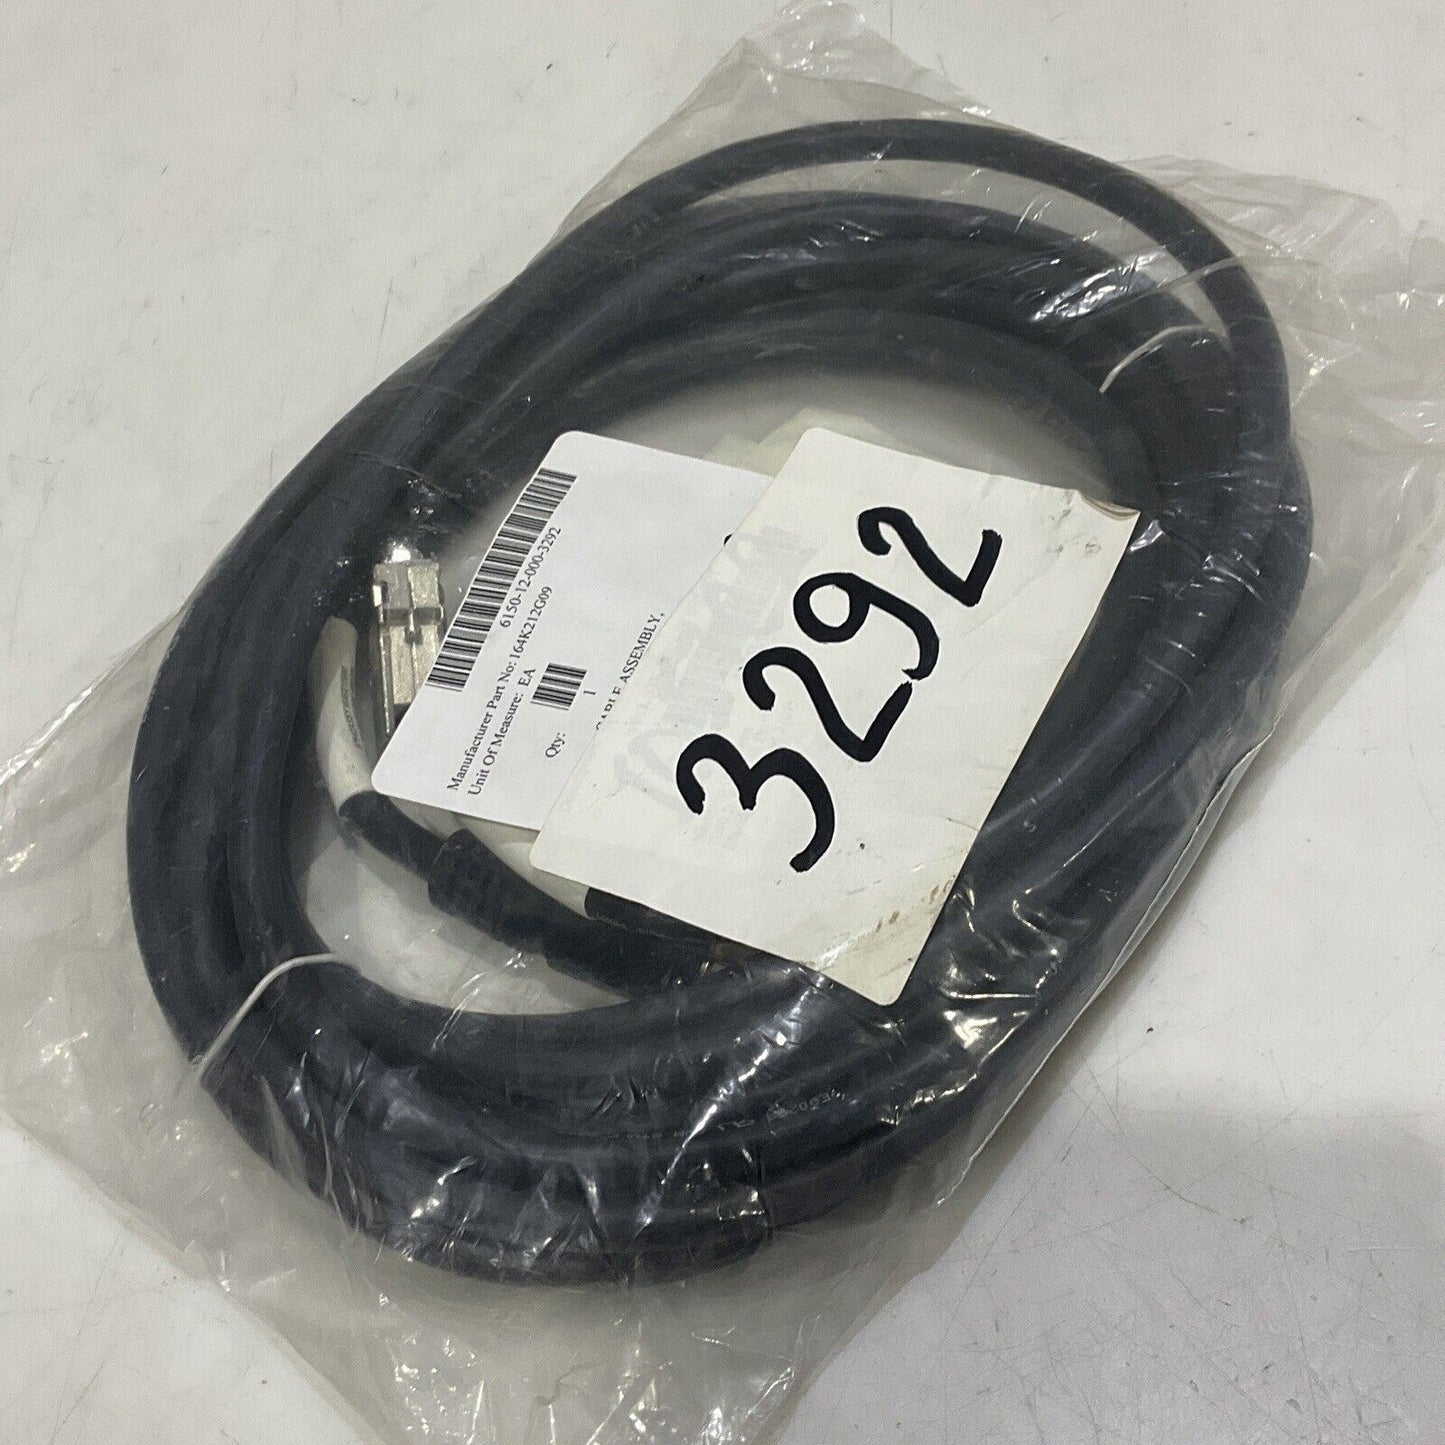 6150-12-000-3292
Manufacturer Part No: 164K212G09
Unit Of Measure: EA
Qty:
1
CABLE ASSEMBLY,
3292